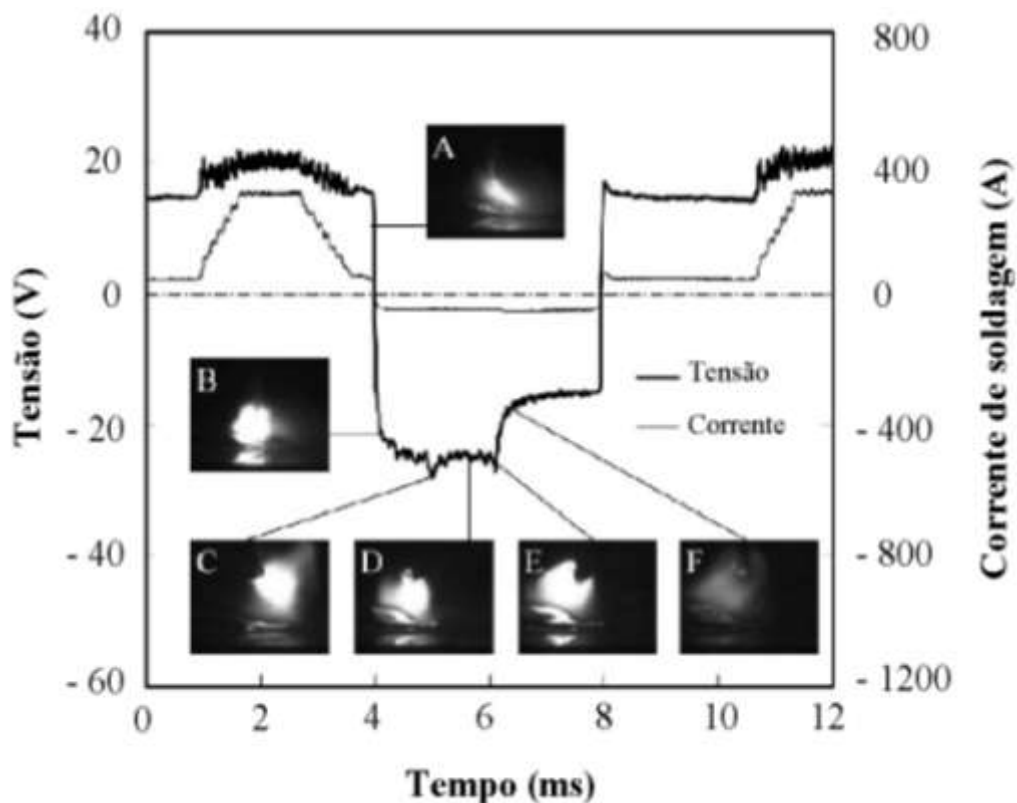 40
800
A
20
400
Tensão (V)
0
0
Corrente de soldagem (A)
B
Tensão
Corrente
- 20
- 400
C
D
E
F
- 40
- 800
- 60
- 1200
0
2
4
6
8
10
12
Tempo (ms)